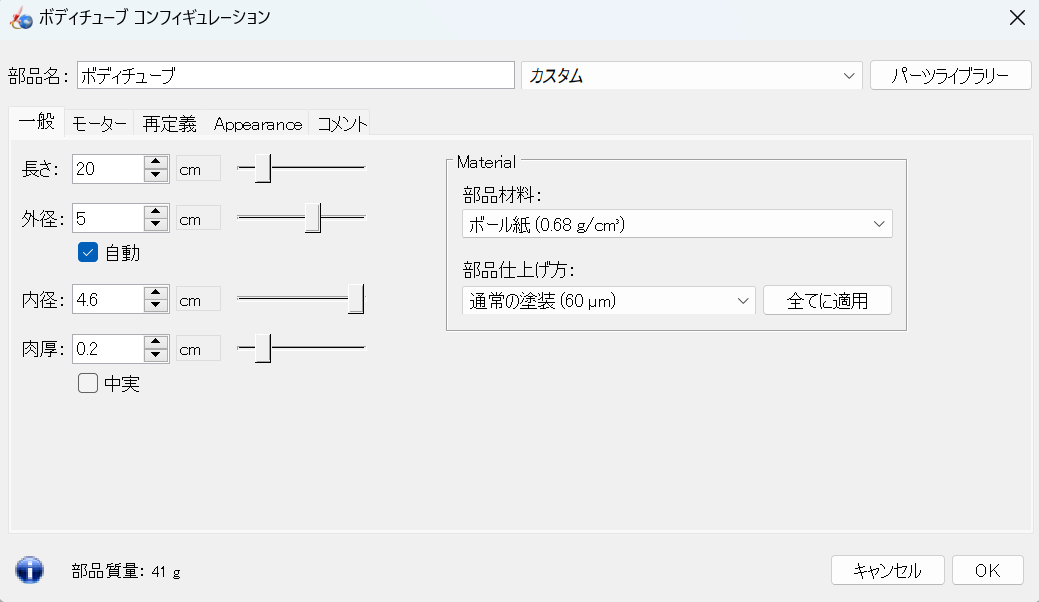 ボディチューブ コンフィギュレーション
部品名: ボディチューブ カスタム パーツライブラリー
一般 モーター 再定義 Appearance コメント
長さ: 20 cm
外径: 5 cm
自動
内径: 4.6 cm
肉厚: 0.2 cm
中実
Material
部品材料:
ボール紙 (0.68 g/cm³)
部品仕上げ方:
通常の塗装 (60 µm) 全てに適用
部品質量: 41 g キャンセル OK